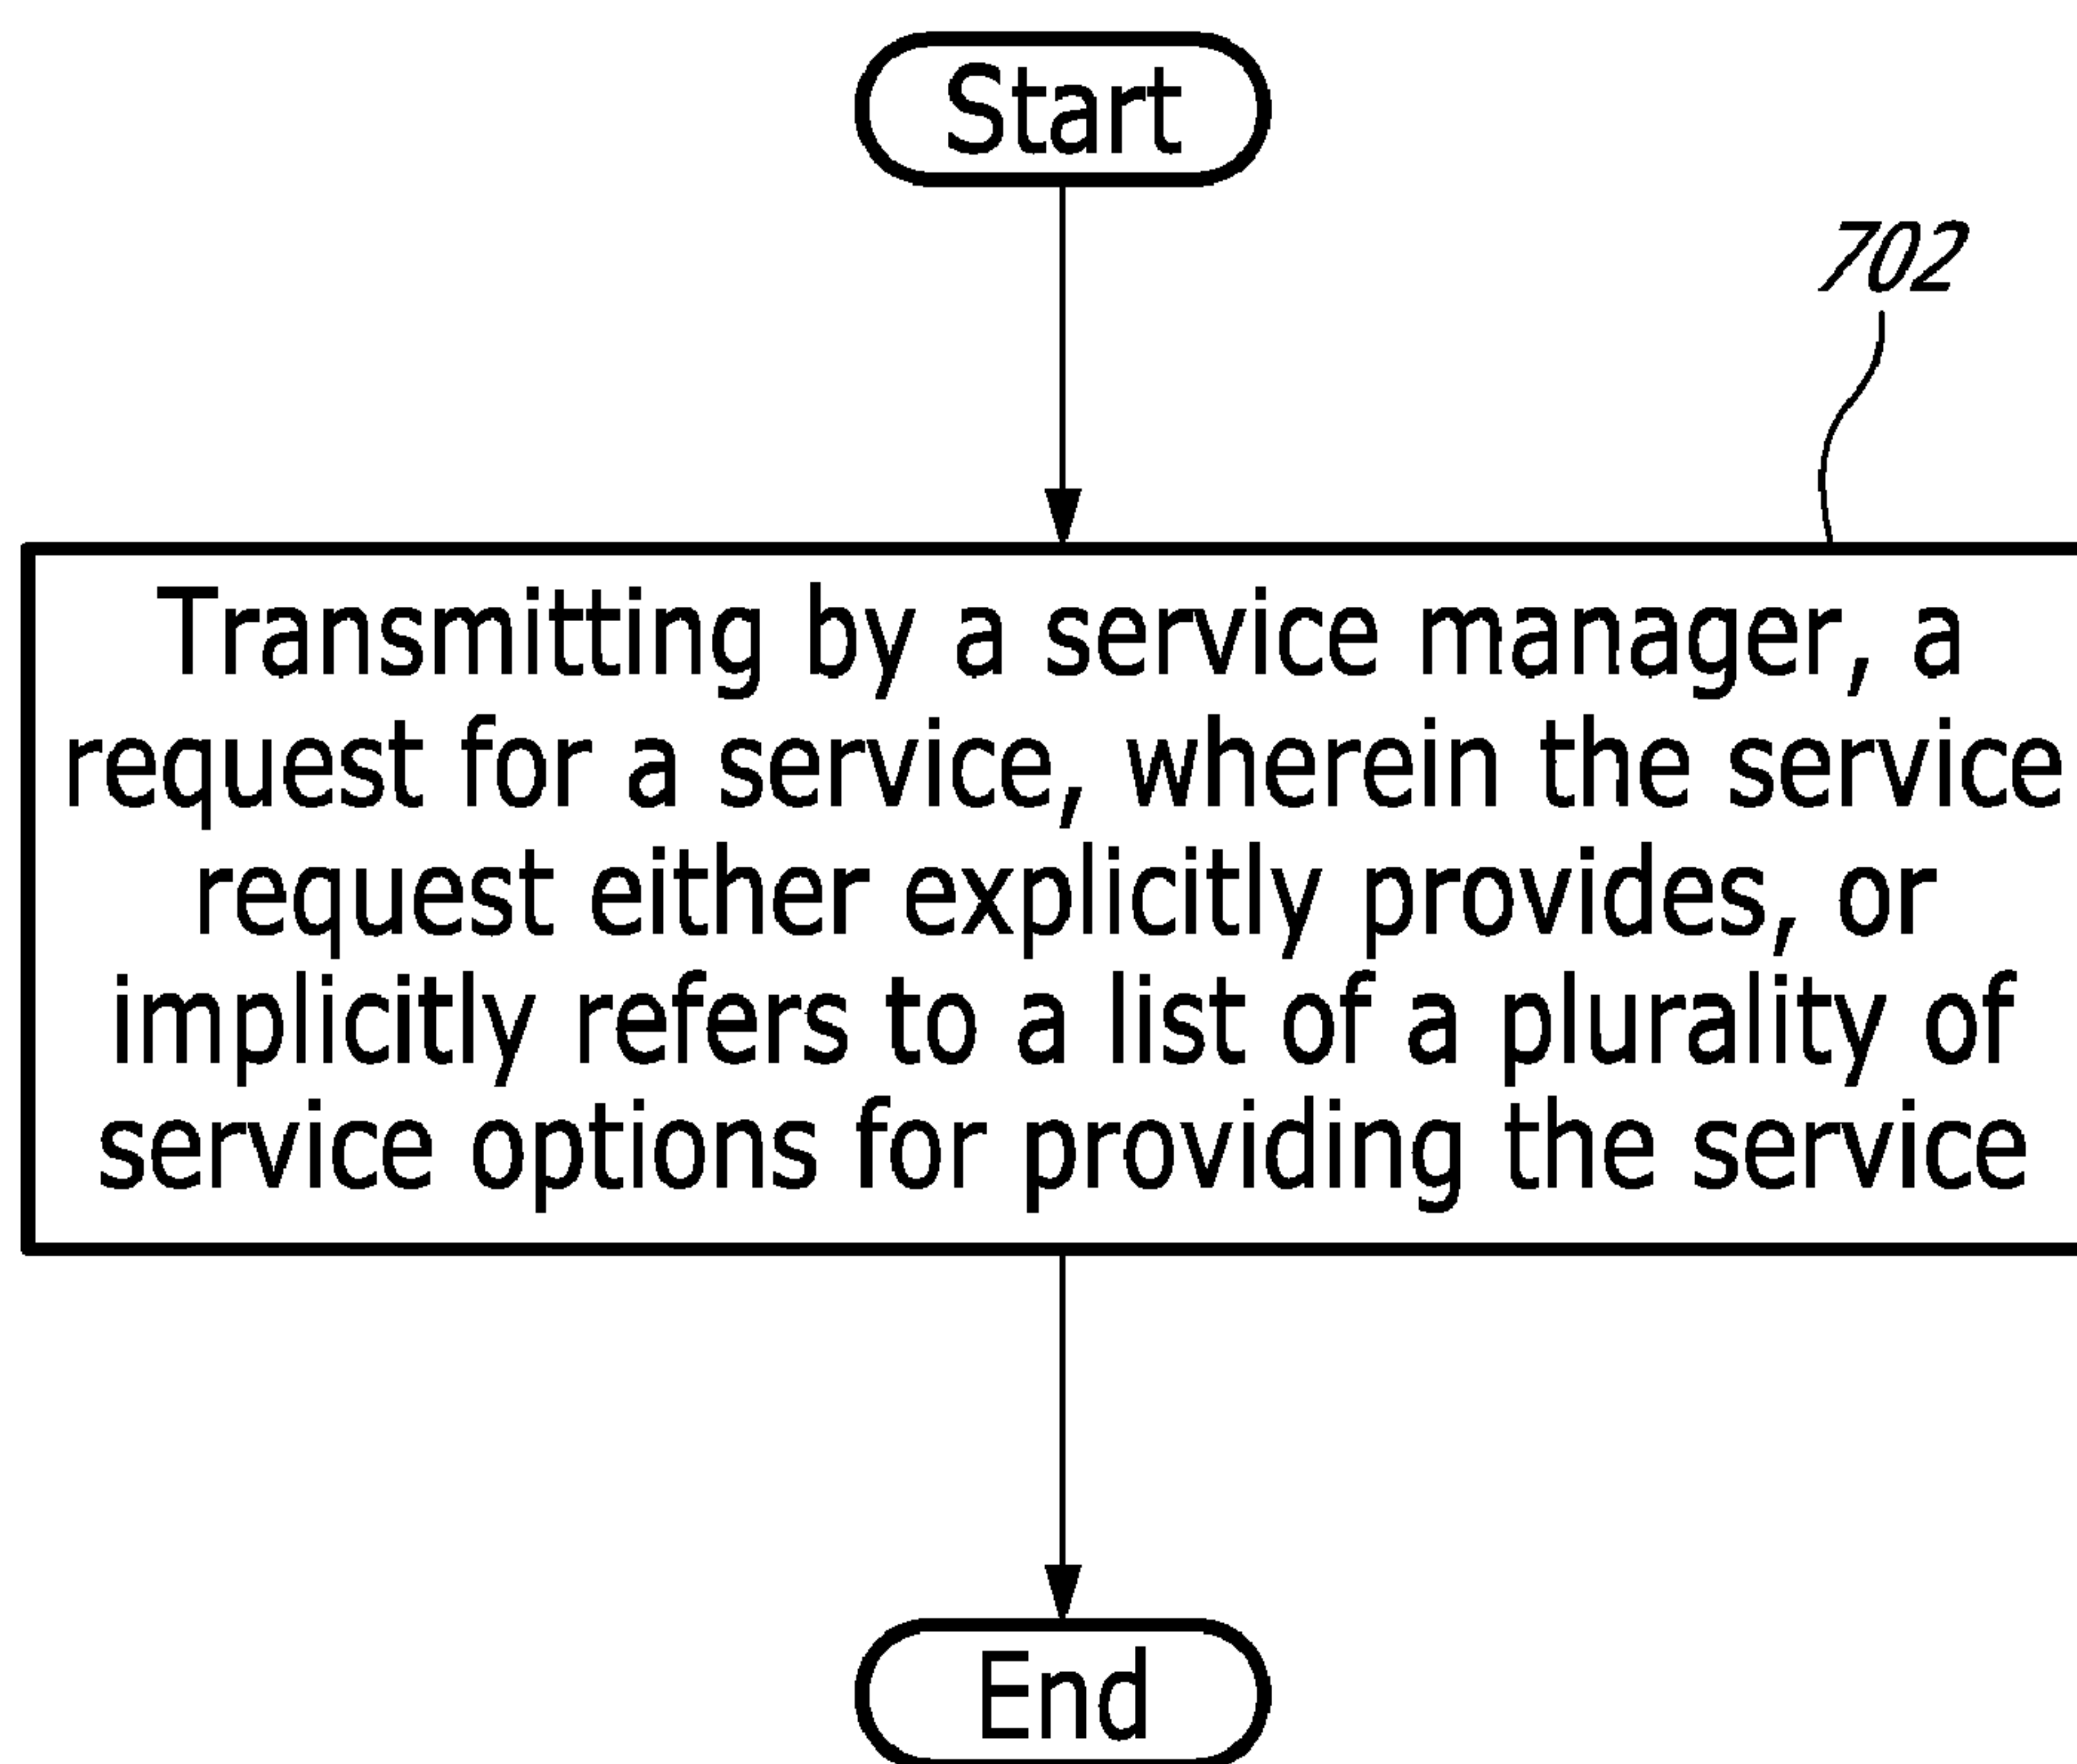 Start
702
Transmitting by a service manager, a
request for a service, wherein the service
request either explicitly provides, or
implicitly refers to a list of a plurality of
service options for providing the service
End